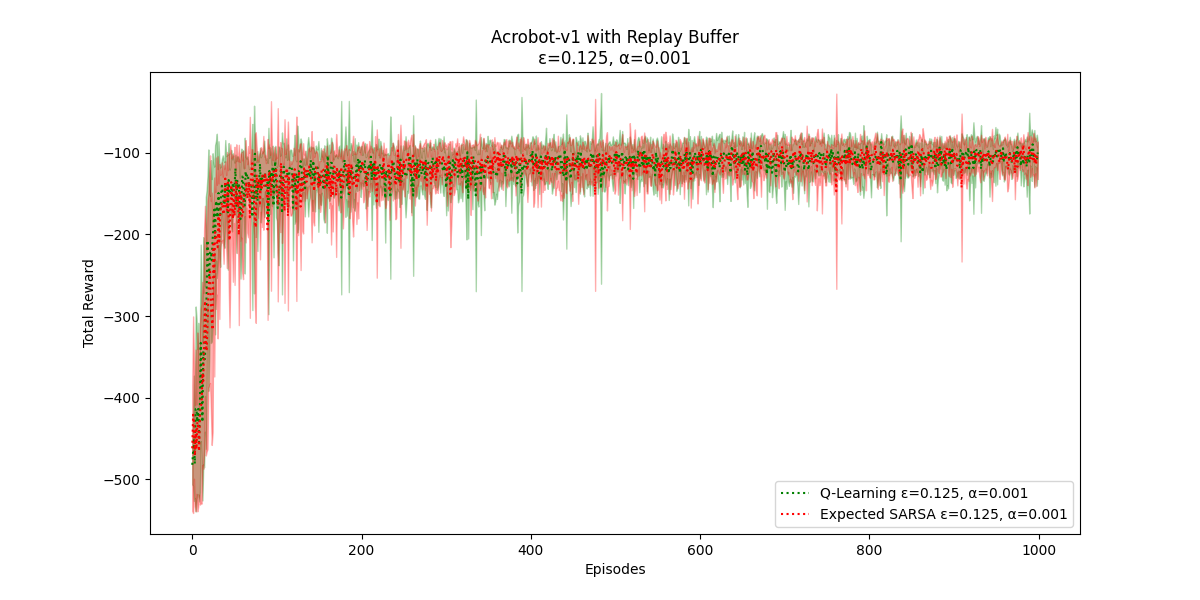 Acrobot-v1 with Replay Buffer
ε=0.125, α=0.001
Total Reward
−100
−200
−300
−400
−500
Q-Learning ε=0.125, α=0.001
Expected SARSA ε=0.125, α=0.001
0
200
400
600
800
1000
Episodes